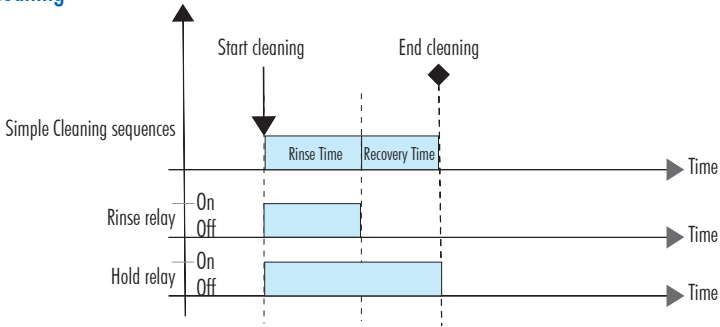 Start cleaning
End cleaning
Simple Cleaning sequences
Rinse Time
Recovery Time
Time
Rinse relay
On
Off
Time
Hold relay
On
Off
Time